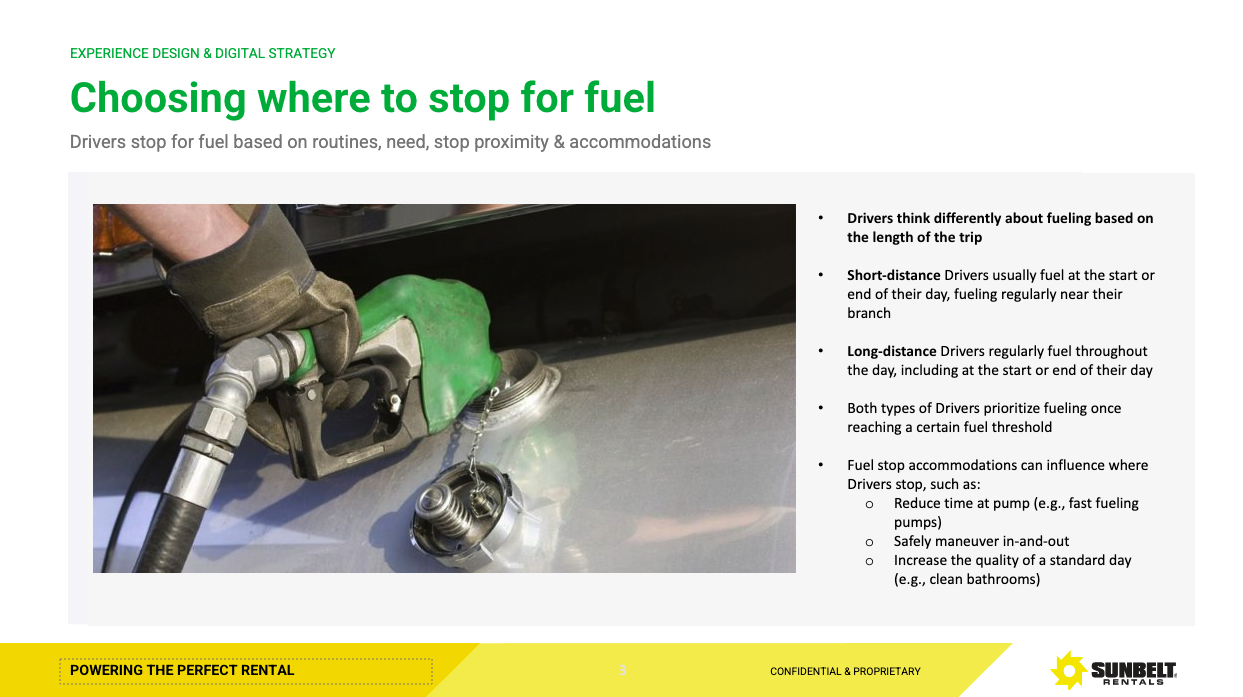 EXPERIENCE DESIGN & DIGITAL STRATEGY
Choosing where to stop for fuel
Drivers stop for fuel based on routines, need, stop proximity & accommodations
• Drivers think differently about fueling based on
the length of the trip
• Short-distance Drivers usually fuel at the start or
end of their day, fueling regularly near their
branch
• Long-distance Drivers regularly fuel throughout
the day, including at the start or end of their day
• Both types of Drivers prioritize fueling once
reaching a certain fuel threshold
• Fuel stop accommodations can influence where
Drivers stop, such as:
o Reduce time at pump (e.g., fast fueling
pumps)
o Safely maneuver in-and-out
o Increase the quality of a standard day
(e.g., clean bathrooms)
POWERING THE PERFECT RENTAL
3
CONFIDENTIAL & PROPRIETARY
SUNBELT
RENTALS